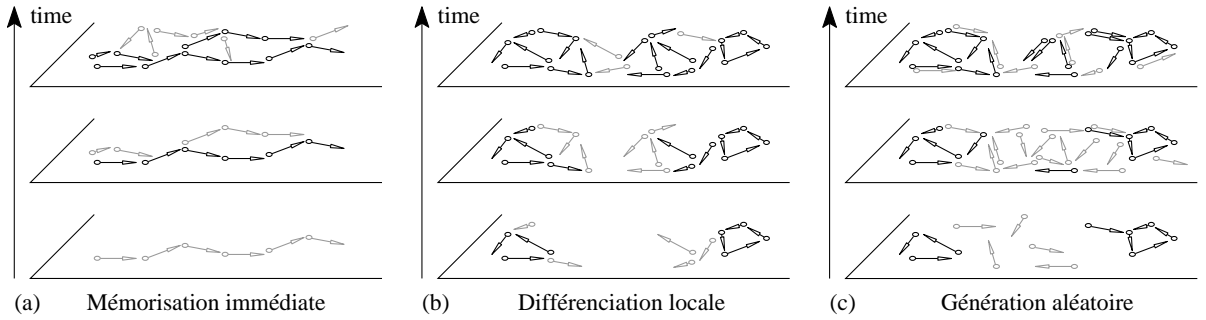 time
time
time
(a) Mémorisation immédiate
(b) Différenciation locale
(c) Génération aléatoire